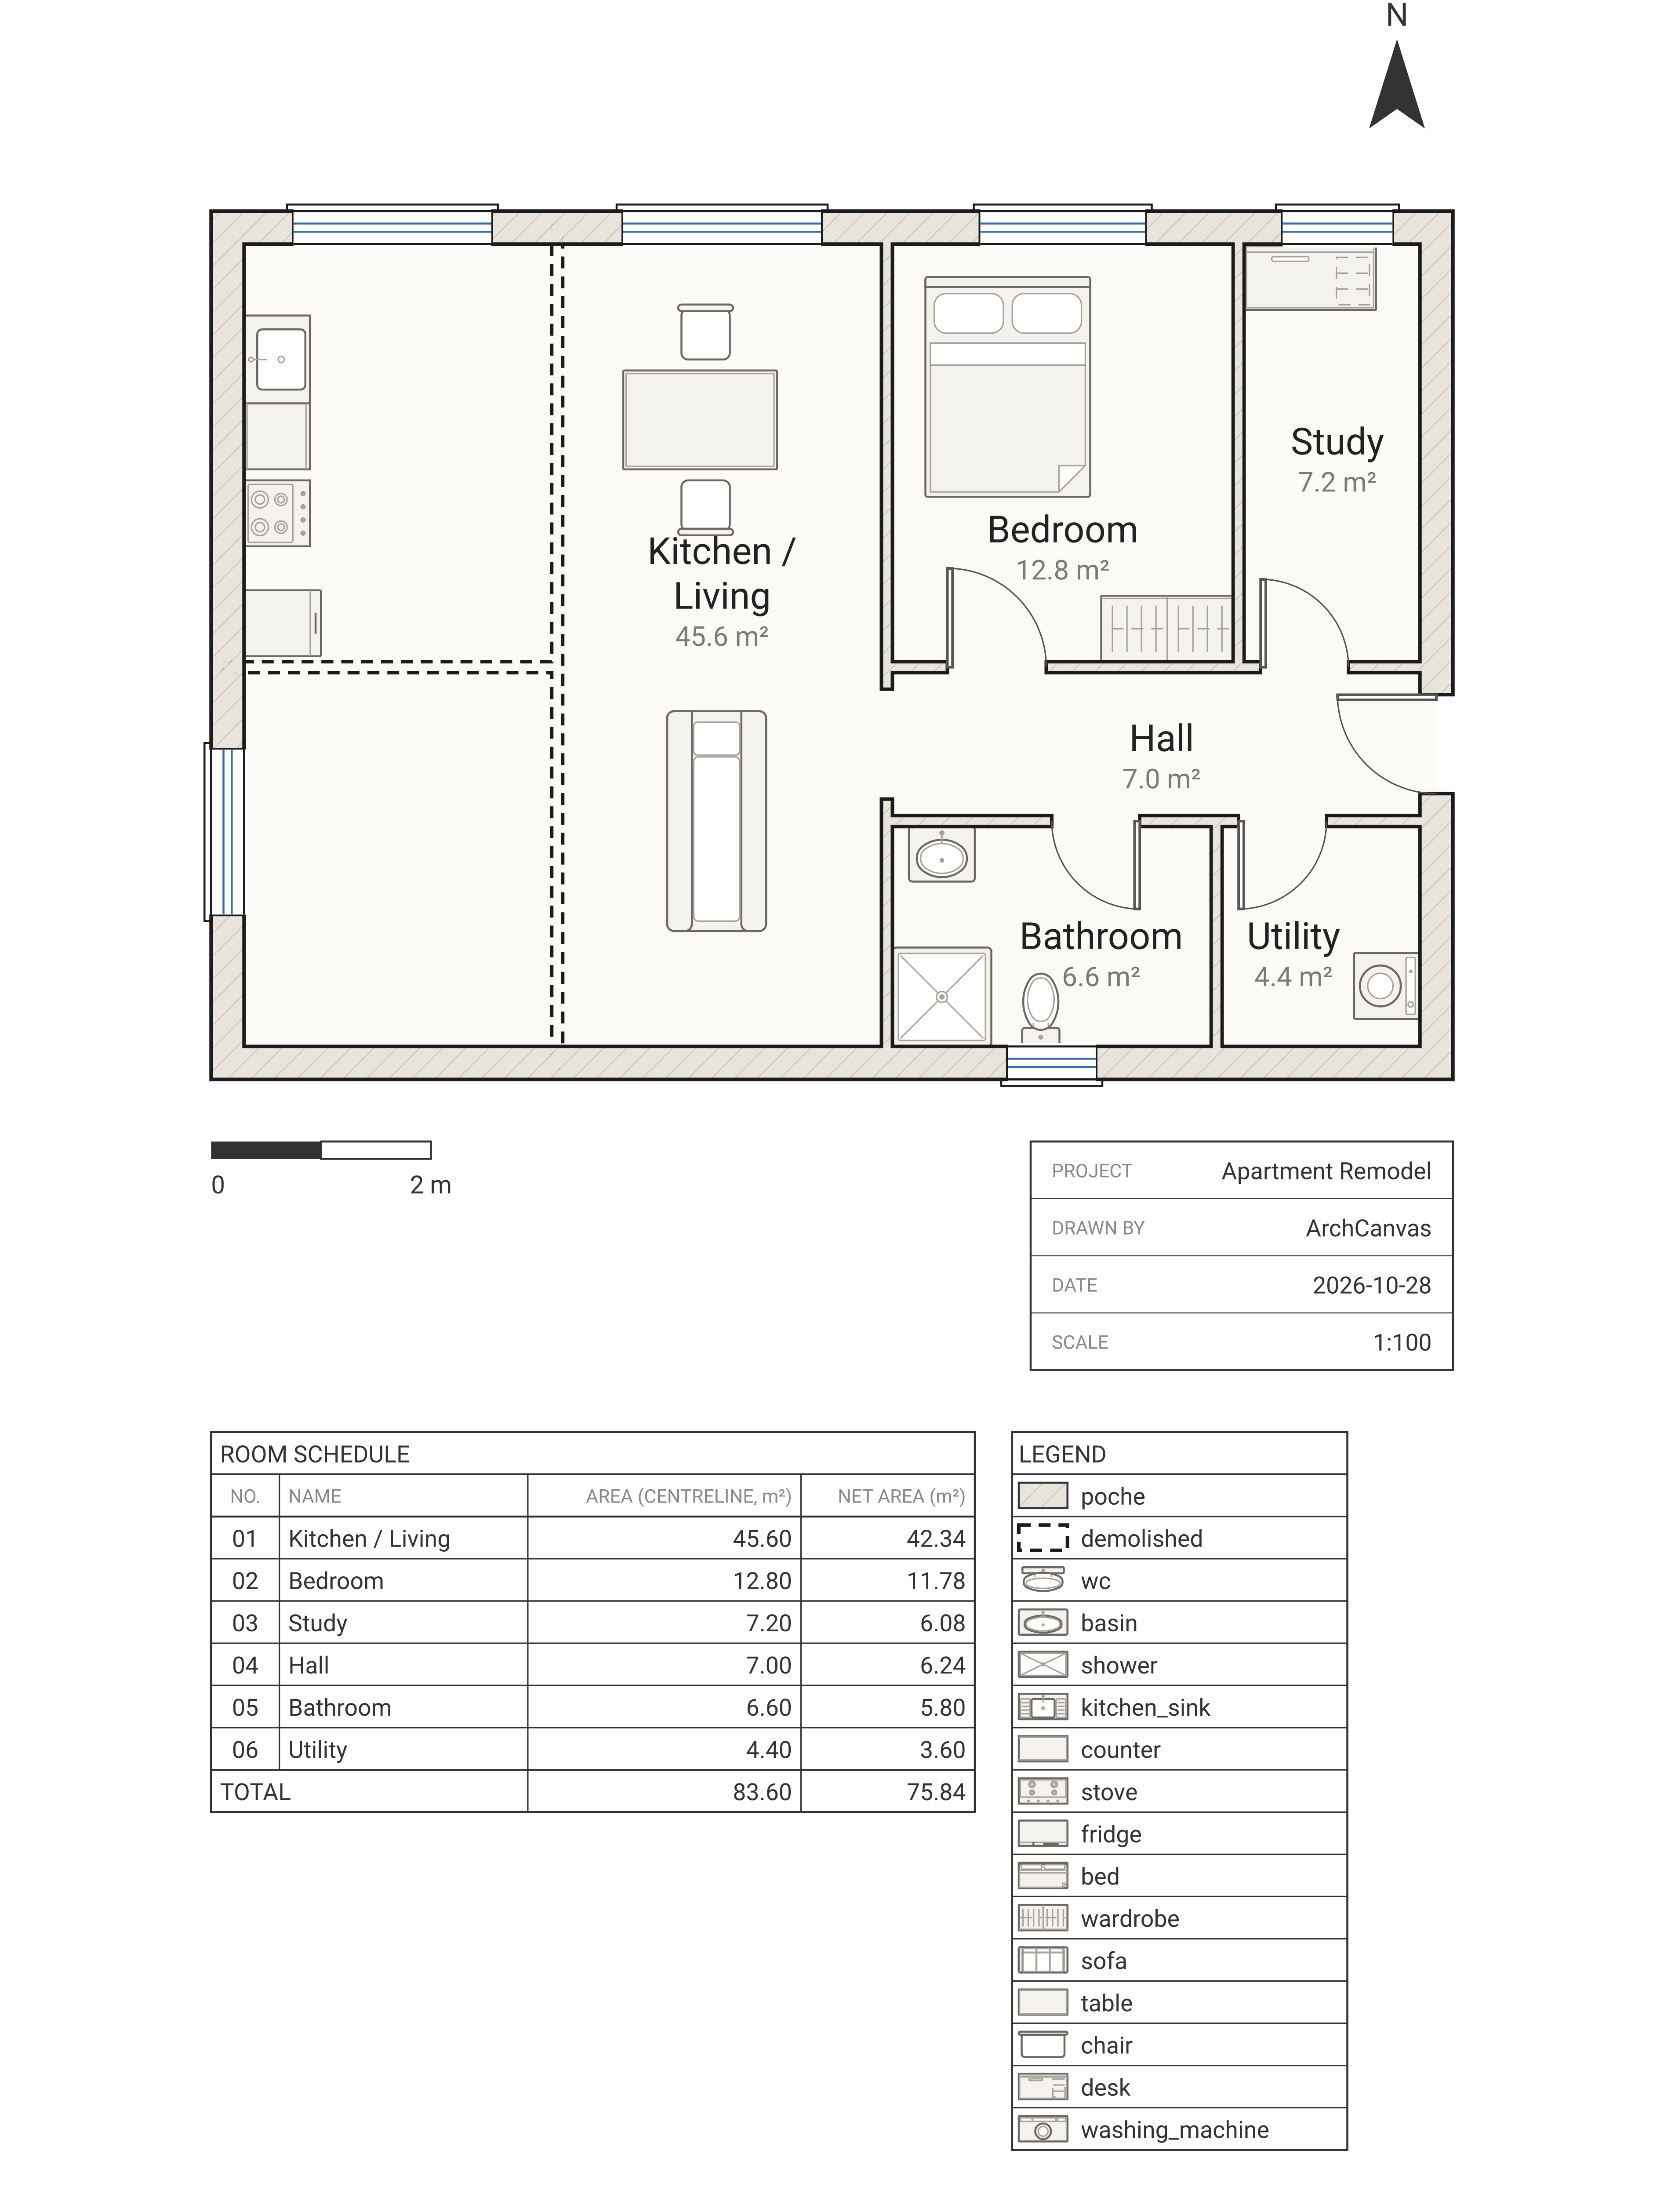 N
Study
7.2 m²
Bedroom
12.8 m²
Kitchen /
Living
45.6 m²
Hall
7.0 m²
Bathroom
6.6 m²
Utility
4.4 m²
0 2 m
PROJECT Apartment Remodel
DRAWN BY ArchCanvas
DATE 2026-10-28
SCALE 1:100
ROOM SCHEDULE
NO. NAME AREA (CENTRELINE, m²) NET AREA (m²)
01 Kitchen / Living 45.60 42.34
02 Bedroom 12.80 11.78
03 Study 7.20 6.08
04 Hall 7.00 6.24
05 Bathroom 6.60 5.80
06 Utility 4.40 3.60
TOTAL 83.60 75.84
LEGEND
poche
demolished
wc
basin
shower
kitchen_sink
counter
stove
fridge
bed
wardrobe
sofa
table
chair
desk
washing_machine